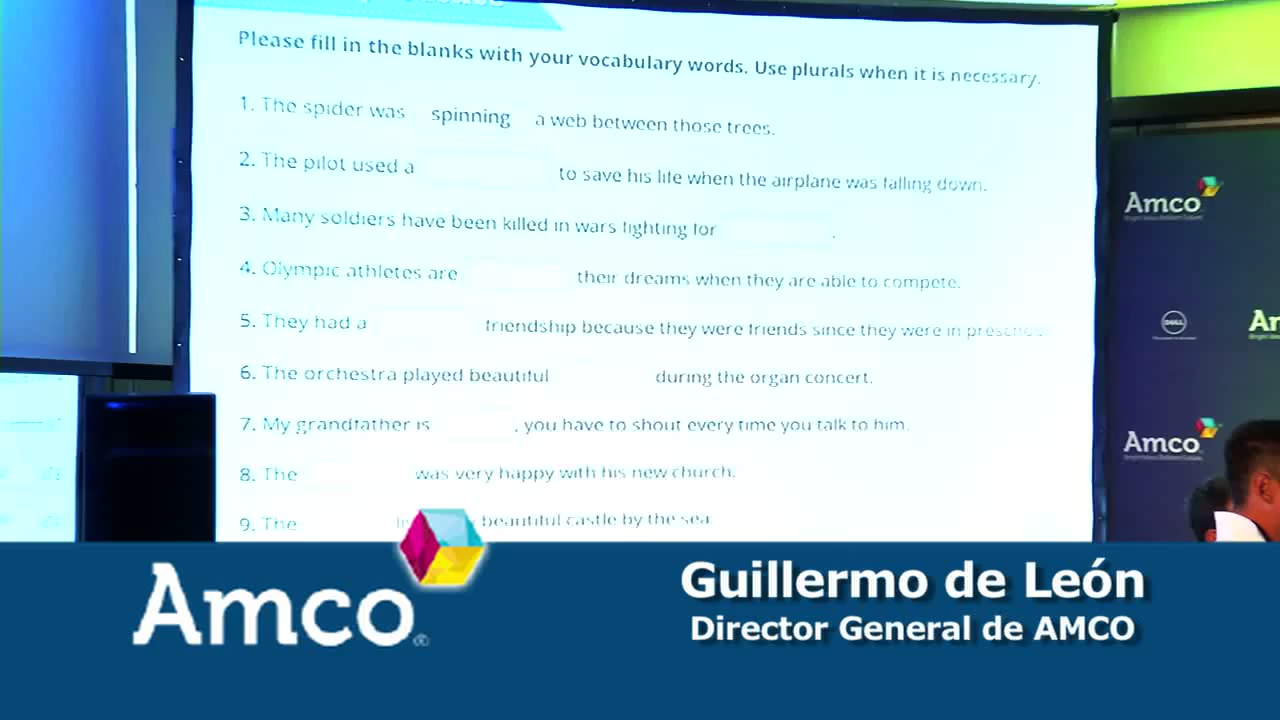 Please fill in the blanks with your vocabulary words. Use plurals when it is necessary.
1. The spider was spinning a web between those trees.
2. The pilot used a to save his life when the airplane was falling down.
3. Many soldiers have been killed in wars fighting for .
4. Olympic athletes are their dreams when they are able to compete.
5. They had a friendship because they were friends since they were in
6. The orchestra played beautiful during the organ concert.
7. My grandfather is , you have to shout every time you talk to him.
8. The was very happy with his new church.
9. The beautiful castle by the sea
Amco
DELL
Amco
Amco®
Guillermo de León
Director General de AMCO